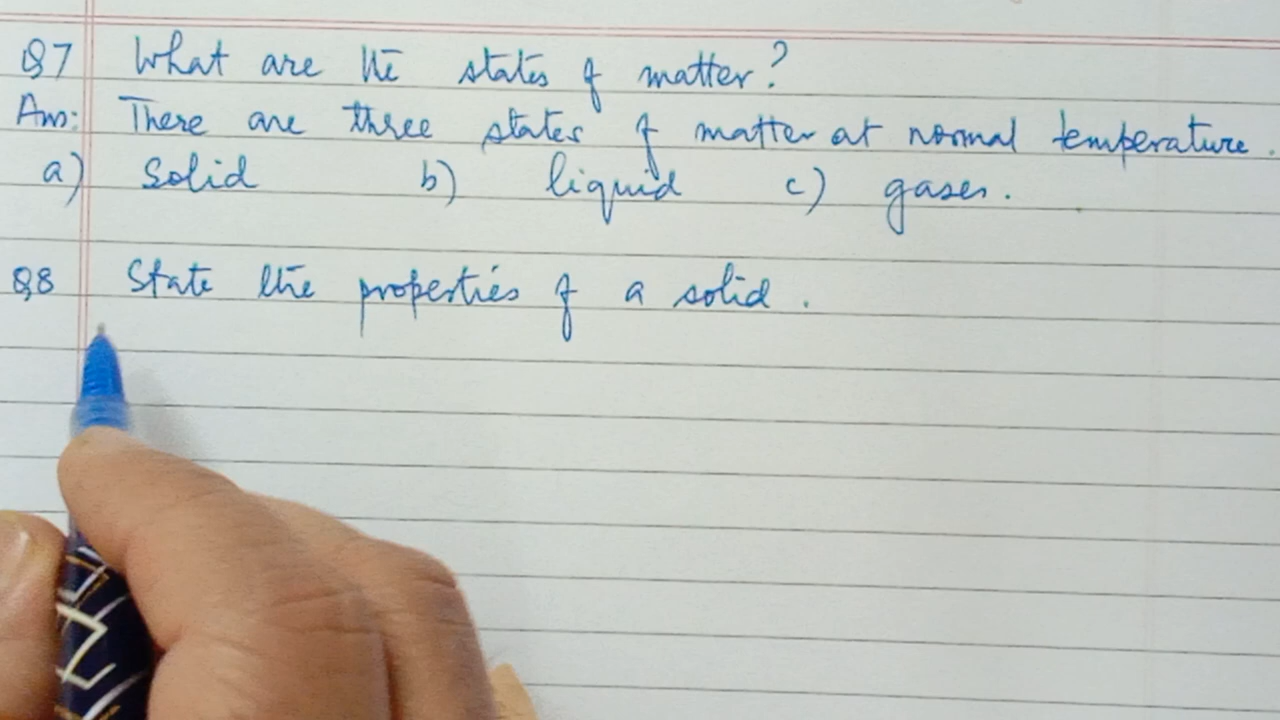 Q7 What are the states of matter?
Ans: There are three states of matter at normal temperature.
a) Solid b) liquid c) gases.
Q8 State the properties of a solid.